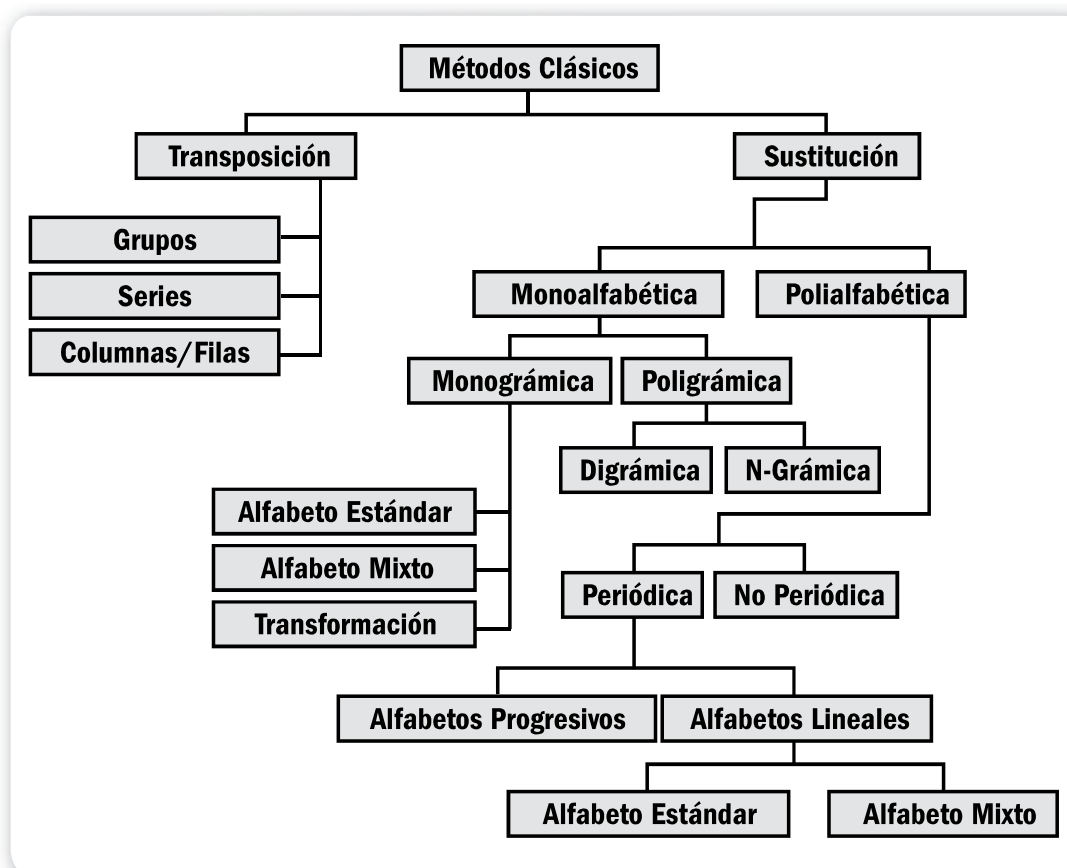 Métodos Clásicos
Transposición
Sustitución
Grupos
Series
Columnas/Filas
Monoalfabética
Polialfabética
Monográmica
Poligrámica
Digrámica
N-Grámica
Alfabeto Estándar
Alfabeto Mixto
Transformación
Periódica
No Periódica
Alfabetos Progresivos
Alfabetos Lineales
Alfabeto Estándar
Alfabeto Mixto